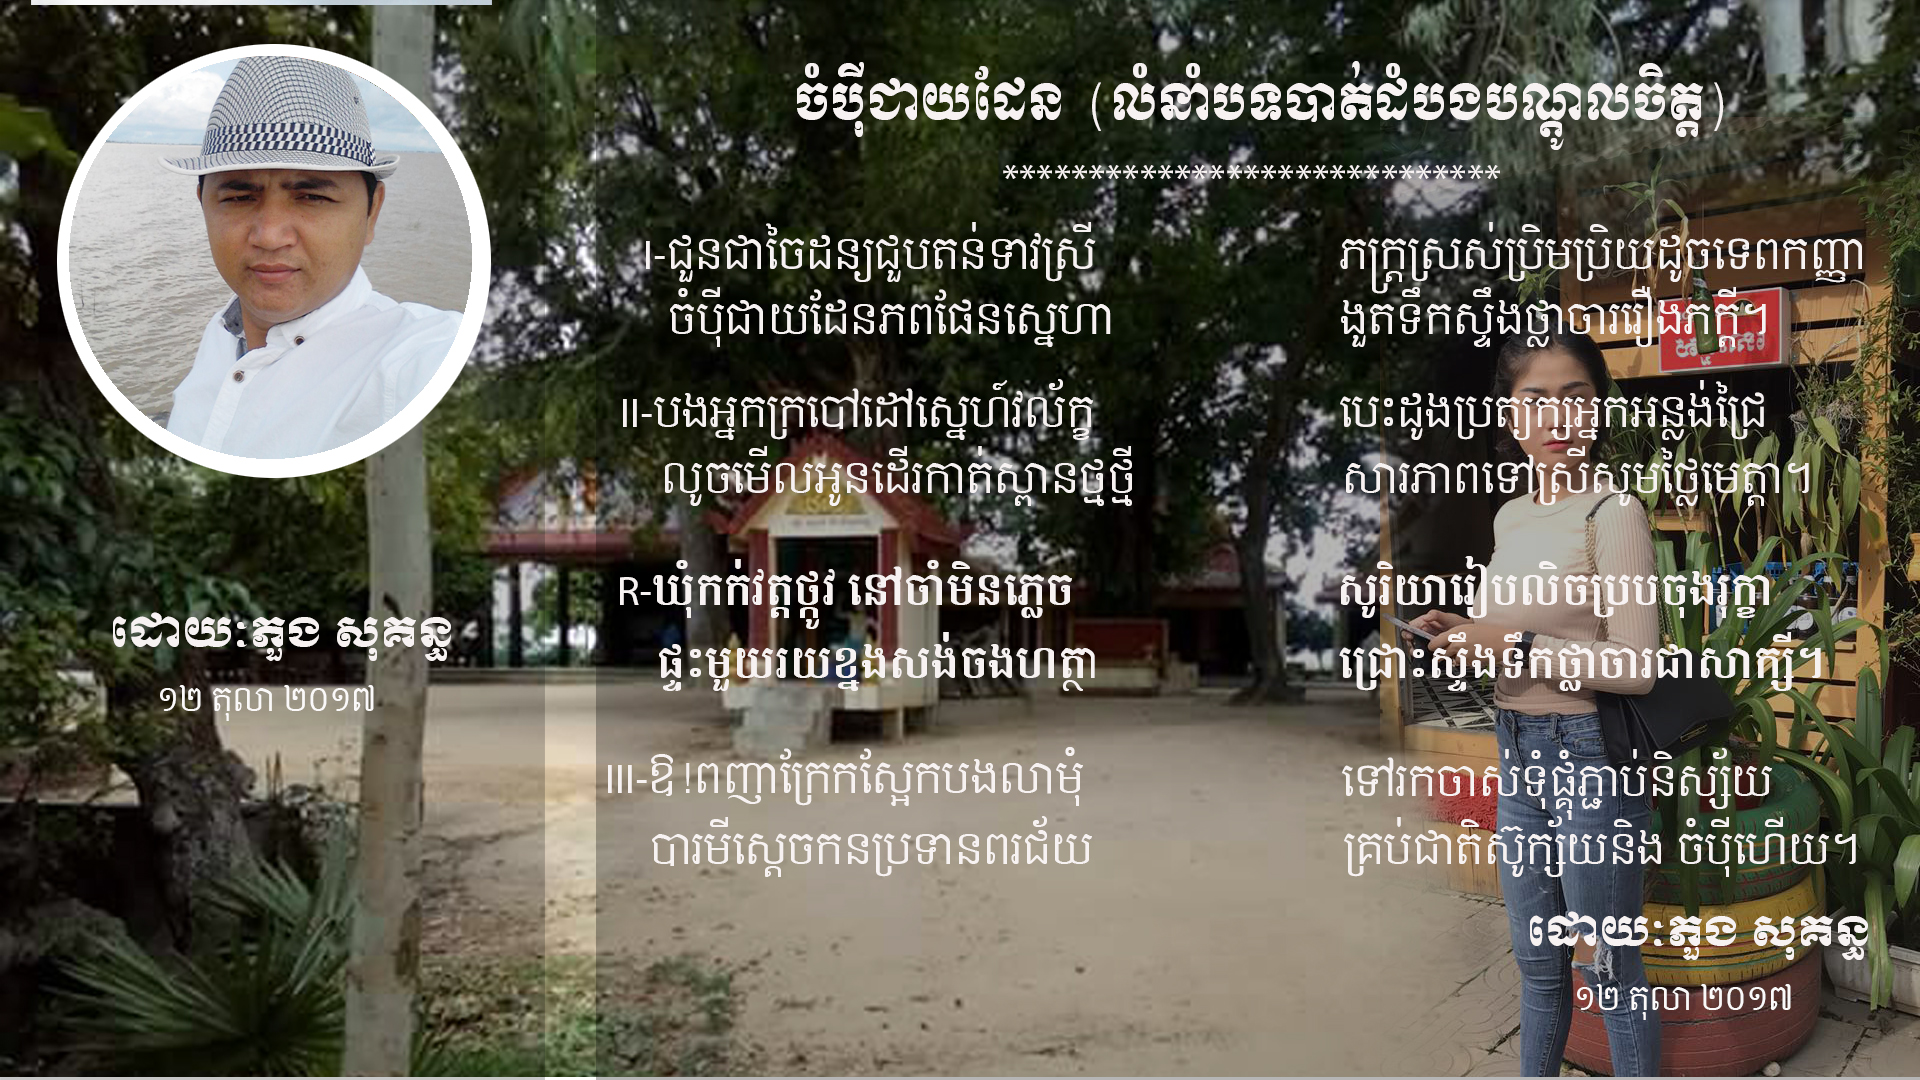 ចំប៉ីជាយដែន (លំនាំបទបាត់ដំបងបណ្តូលចិត្ត)
*****************************
I-ជួនជាចៃដន្យជួបតន់ទាវស្រី ភក្ត្រស្រស់ប្រិមប្រិយដូចទេពកញ្ញា
ចំប៉ីជាយដែនភពផែនស្នេហា ងួតទឹកស្ទឹងថ្លាចាររឿងភក្តី។
II-បងអ្នកក្របៅដៅស្នេហ៍វល័ក្ខ បេះដូងប្រត្យក្សអ្នកអន្លង់ជ្រៃ
លួចមើលអូនដើរកាត់ស្ពានថ្មថ្មី សារភាពទៅស្រីសូមថ្លៃមេត្តា។
R-ឃុំកក់វត្តថ្កូវ នៅចាំមិនភ្លេច សូរិយារៀបលិចប្របចុងរុក្ខា
ផ្ទះមួយរយខ្នងសង់ចងហត្ថា ជ្រោះស្ទឹងទឹកថ្លាចារជាសាក្សី។
III-ឱ!ពញាក្រែកស្អែកបងលាមុំ ទៅរកចាស់ទុំផ្គុំភ្ជាប់និស្ស័យ
បារមីស្តេចកនប្រទានពរជ័យ គ្រប់ជាតិស៊ូក្ស័យនិង ចំប៉ីហើយ។
ដោយៈភួង សុគន្ធ
១២ តុលា ២០១៧
ដោយៈភួង សុគន្ធ
១២ តុលា ២០១៧